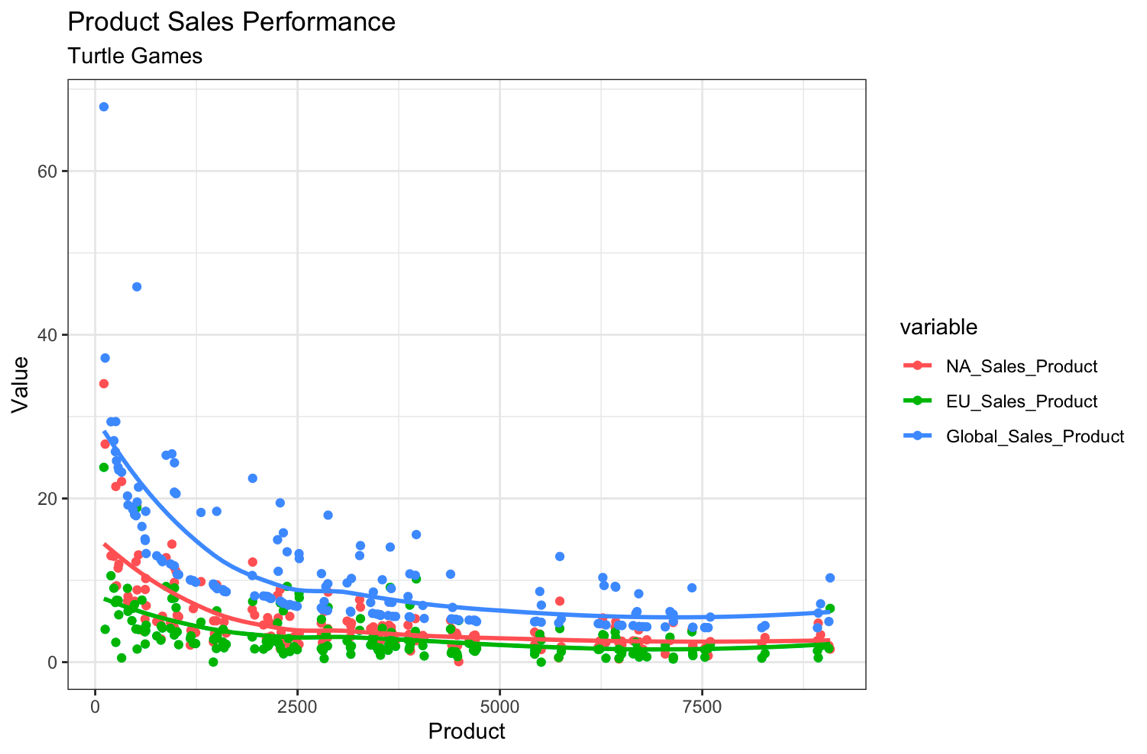 Product Sales Performance
Turtle Games
60
40
20
0
Value
0 2500 5000 7500
Product
variable
NA_Sales_Product
EU_Sales_Product
Global_Sales_Product